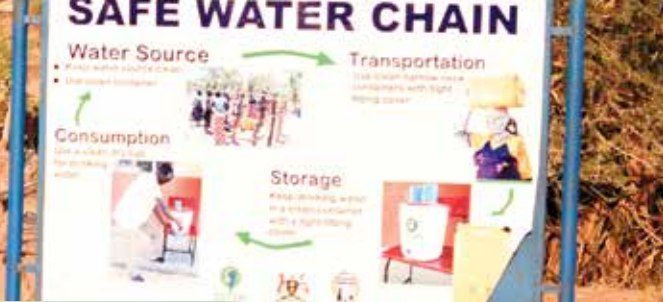 SAFE WATER CHAIN
Water Source
• Keep water source clean
• Use clean container
Transportation
Use clean narrow neck
containers with tight
fitting cover
Consumption
Use a clean
for drinking
water
Storage
Keep drinking water
in a clean container
with a tight fitting
cover